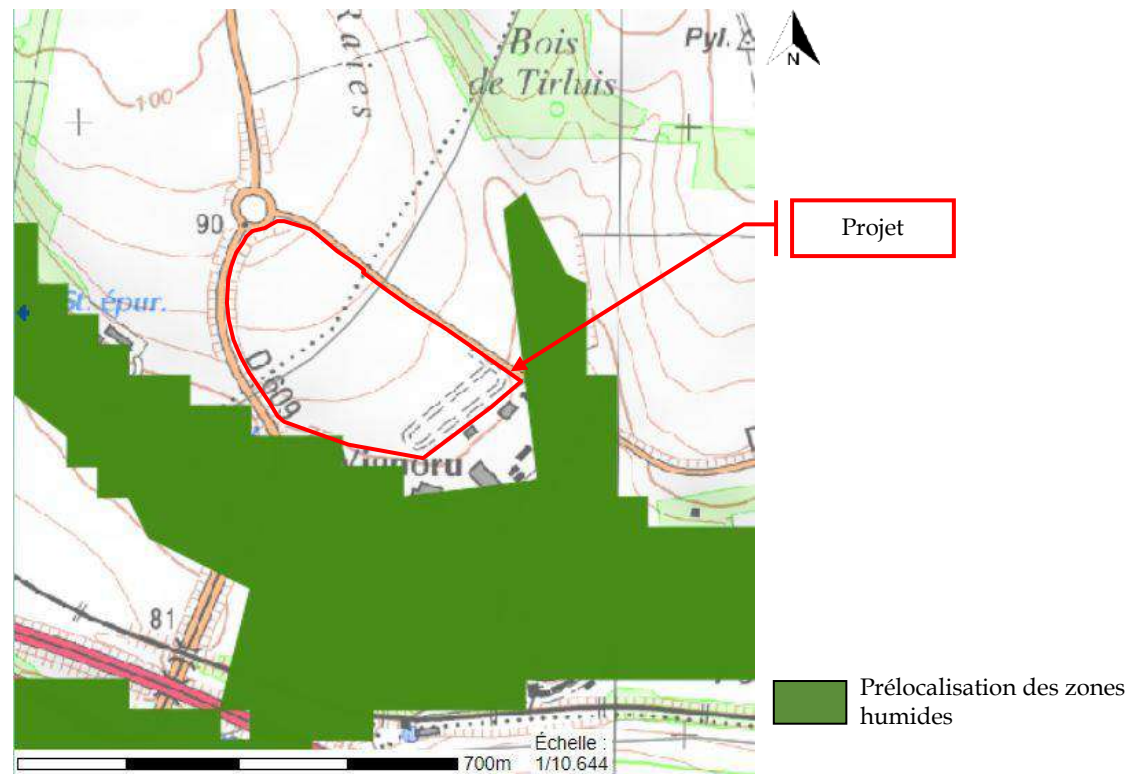 Raies
Bois
de Tirluis
Pyl.
N
100
90
Projet
St. épur.
D 609
81
Échelle :
700m 1/10.644
Prélocalisation des zones
humides